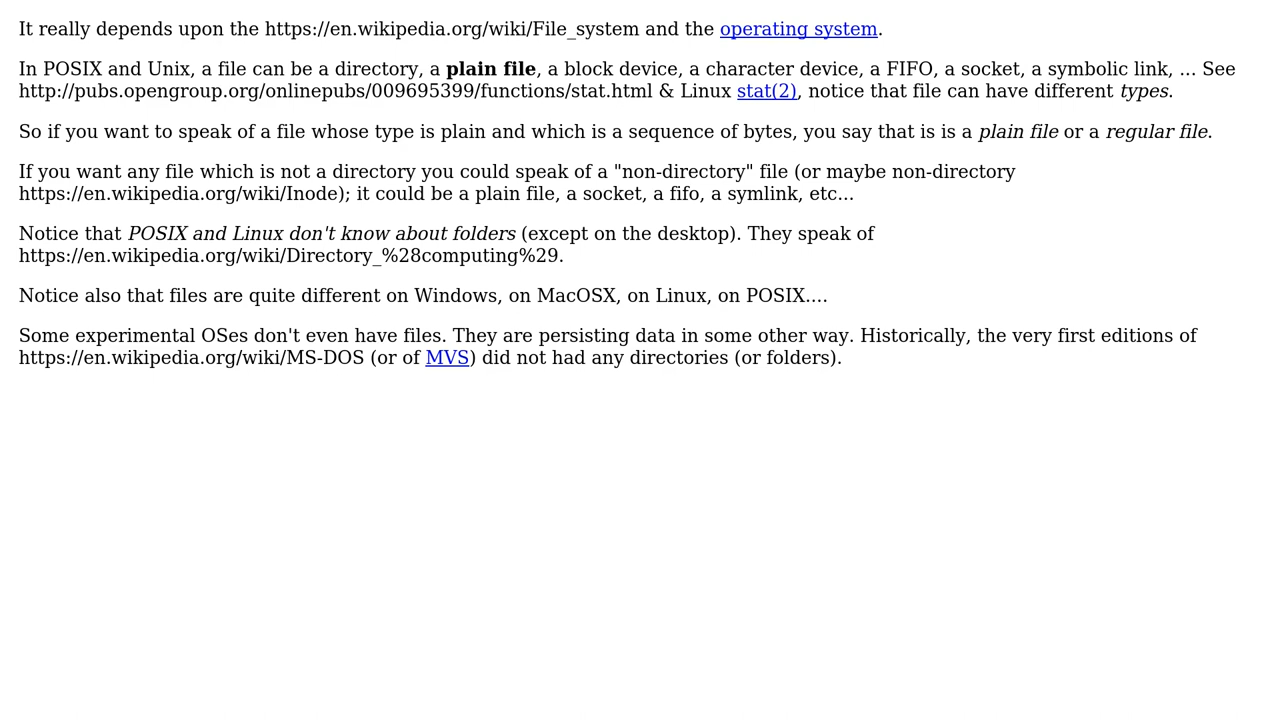 It really depends upon the https://en.wikipedia.org/wiki/File_system and the operating system.
In POSIX and Unix, a file can be a directory, a plain file, a block device, a character device, a FIFO, a socket, a symbolic link, ... See
http://pubs.opengroup.org/onlinepubs/009695399/functions/stat.html & Linux stat(2), notice that file can have different types.
So if you want to speak of a file whose type is plain and which is a sequence of bytes, you say that is is a plain file or a regular file.
If you want any file which is not a directory you could speak of a "non-directory" file (or maybe non-directory
https://en.wikipedia.org/wiki/Inode); it could be a plain file, a socket, a fifo, a symlink, etc...
Notice that POSIX and Linux don't know about folders (except on the desktop). They speak of
https://en.wikipedia.org/wiki/Directory_%28computing%29.
Notice also that files are quite different on Windows, on MacOSX, on Linux, on POSIX....
Some experimental OSes don't even have files. They are persisting data in some other way. Historically, the very first editions of
https://en.wikipedia.org/wiki/MS-DOS (or of MVS) did not had any directories (or folders).